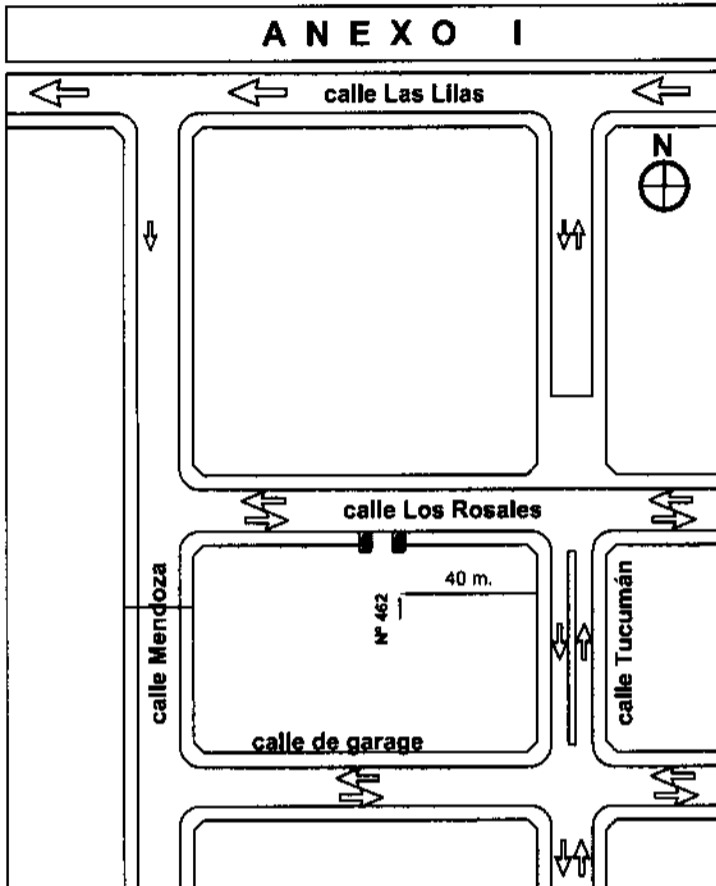 ANEXO I
calle Las Lilas
N
calle Los Rosales
40 m.
Nº 462
calle Mendoza
calle Tucumán
calle de garage